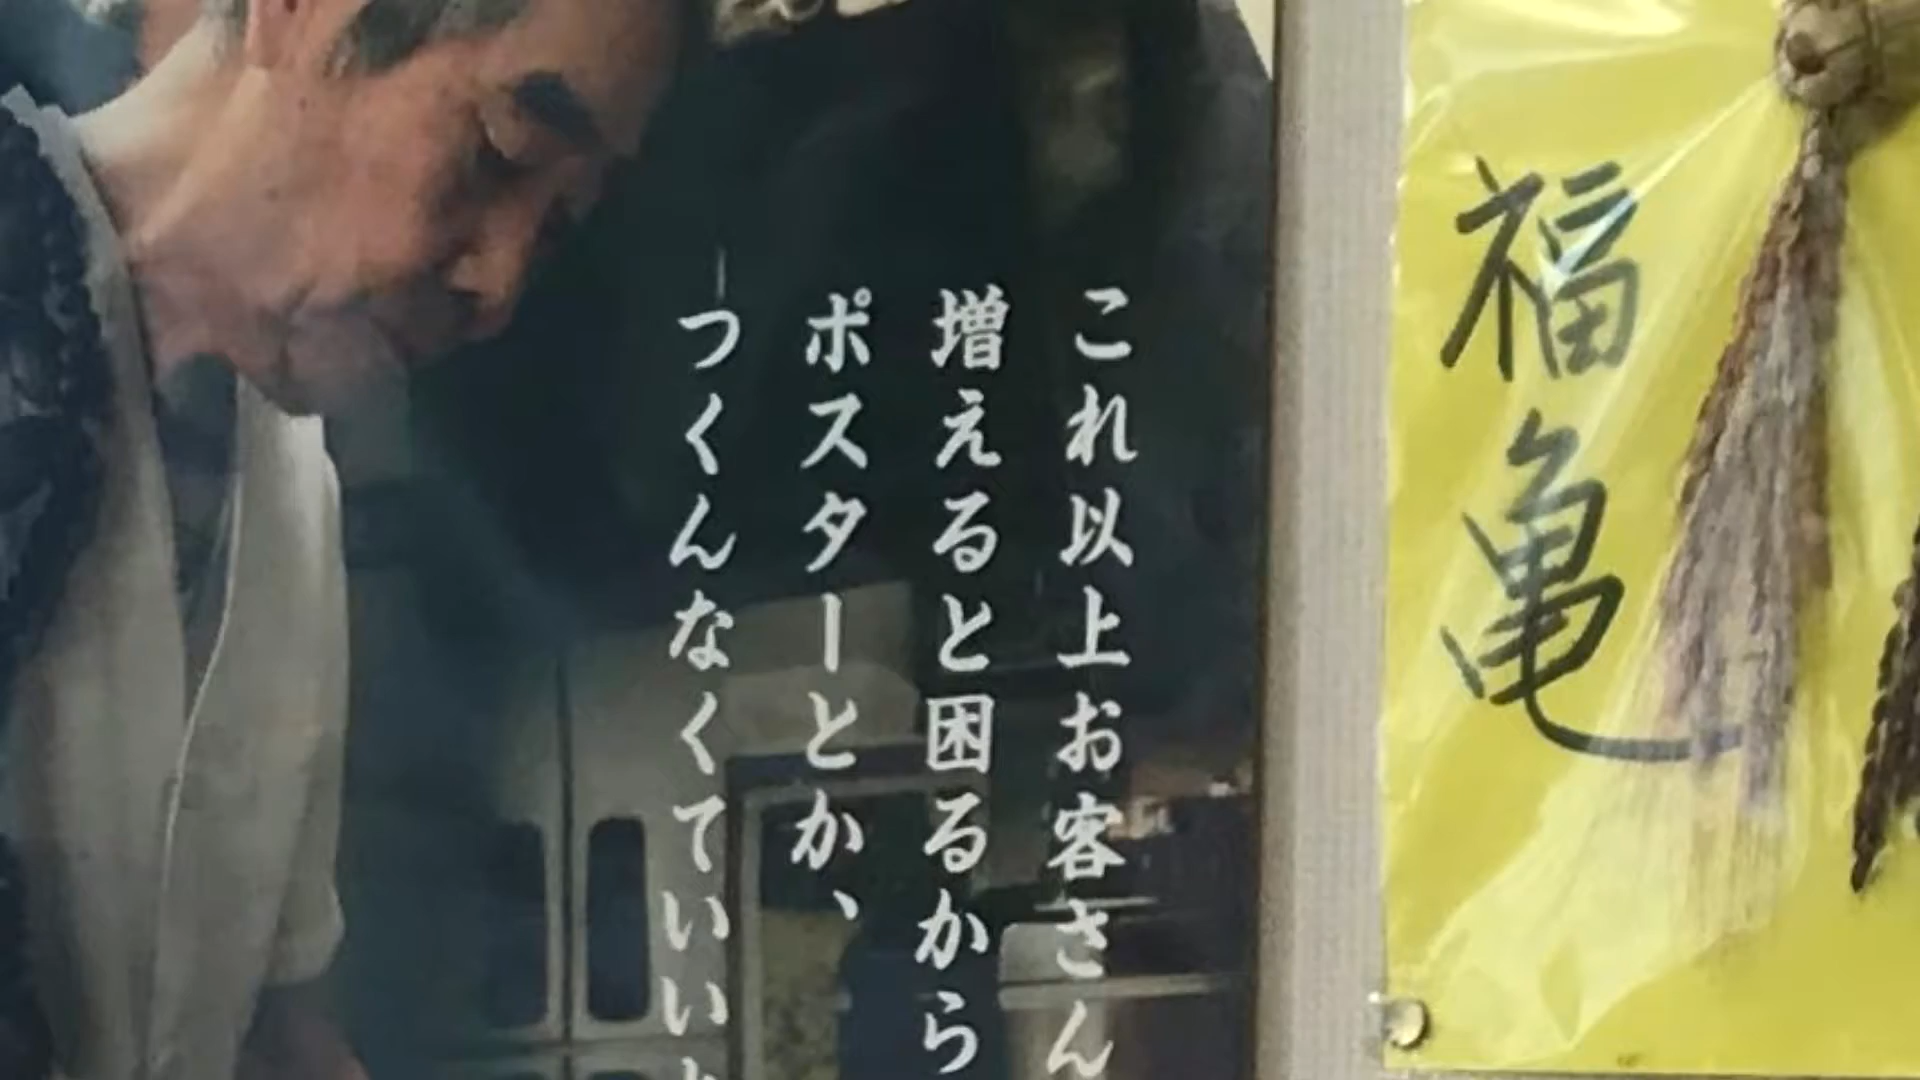 福亀
これ以上お客さん
増えると困るから
ポスターとか、
つくんなくていい